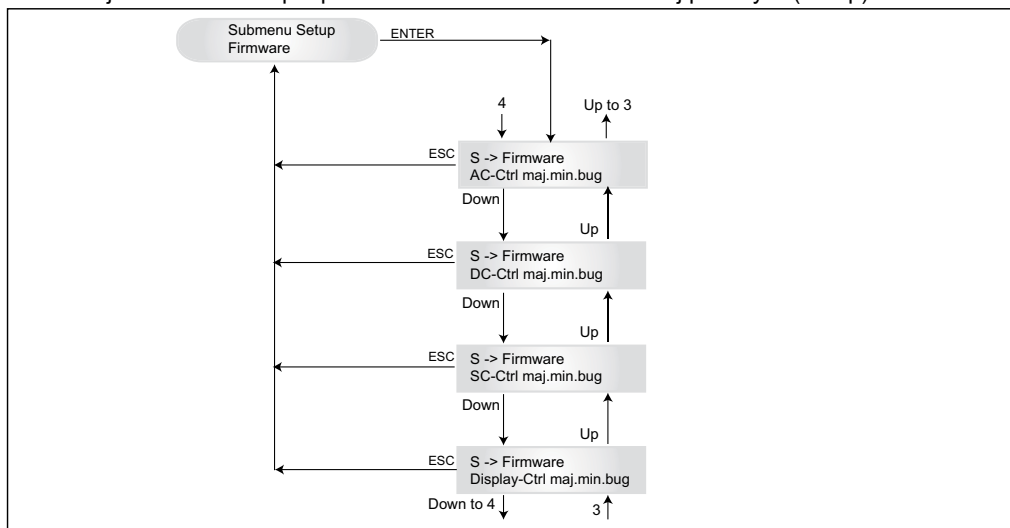 Submenu Setup
Firmware
ENTER
4
Up to 3
ESC
S -> Firmware
AC-Ctrl maj.min.bug
Down
Up
ESC
S -> Firmware
DC-Ctrl maj.min.bug
Down
Up
ESC
S -> Firmware
SC-Ctrl maj.min.bug
Down
Up
ESC
S -> Firmware
Display-Ctrl maj.min.bug
Down to 4
3